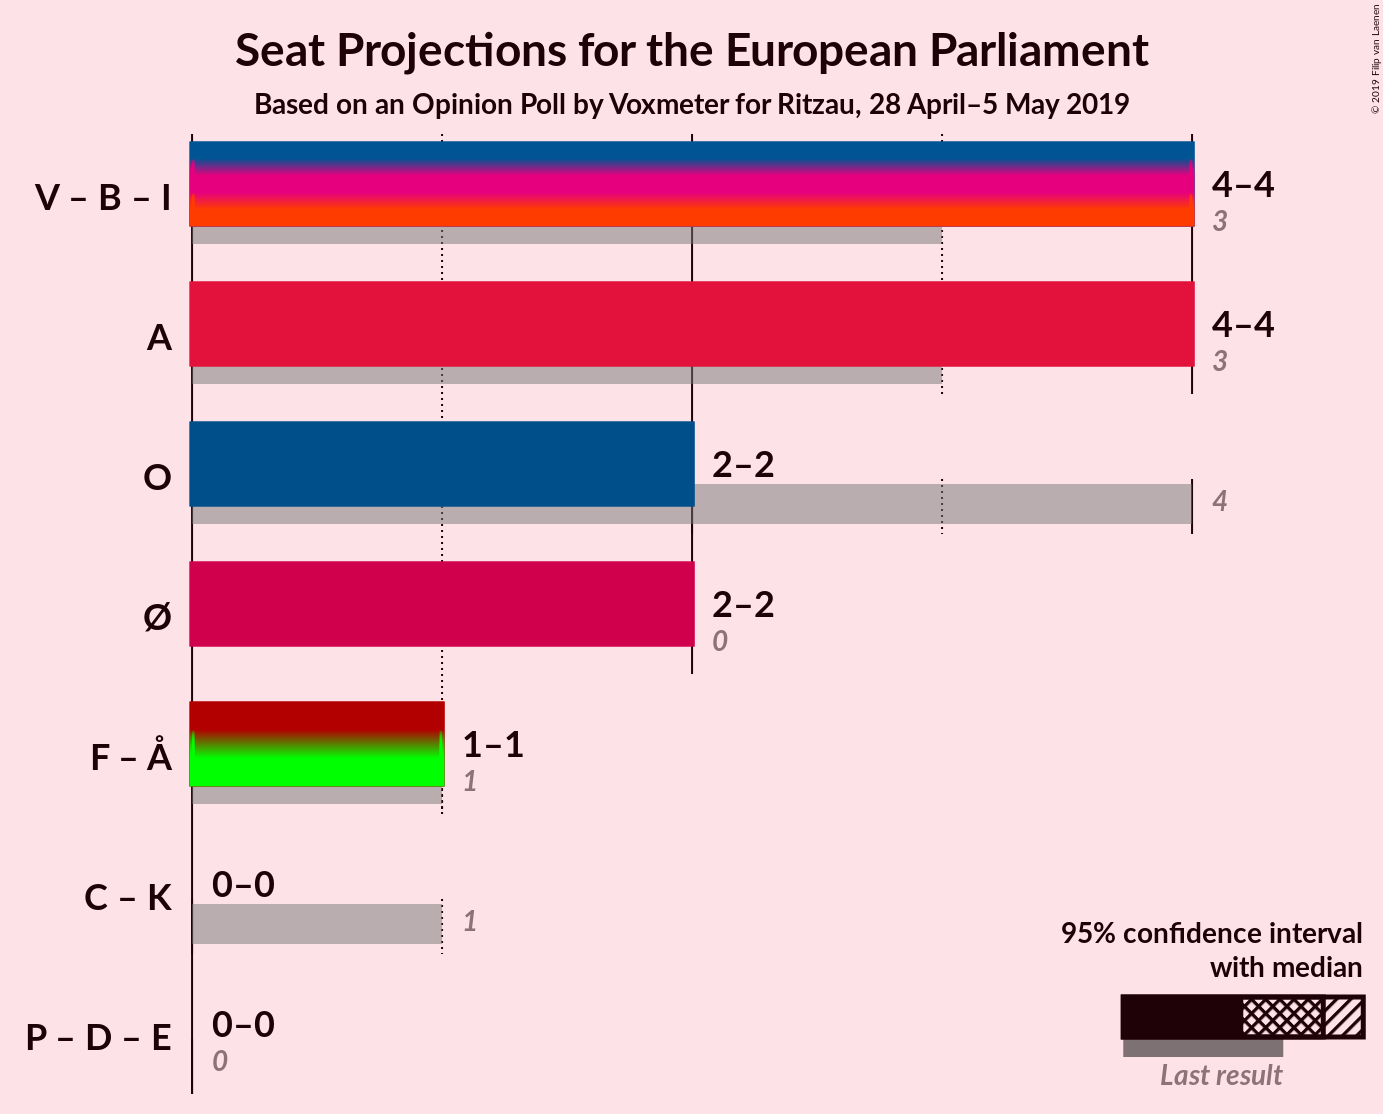 Seat Projections for the European Parliament
Based on an Opinion Poll by Voxmeter for Ritzau, 28 April–5 May 2019
© 2019 Filip van Laenen
V – B – I
4–4
3
A
4–4
3
O
2–2
4
Ø
2–2
0
F – Å
1–1
1
C – K
0–0
1
P – D – E
0–0
0
95% confidence interval
with median
Last result